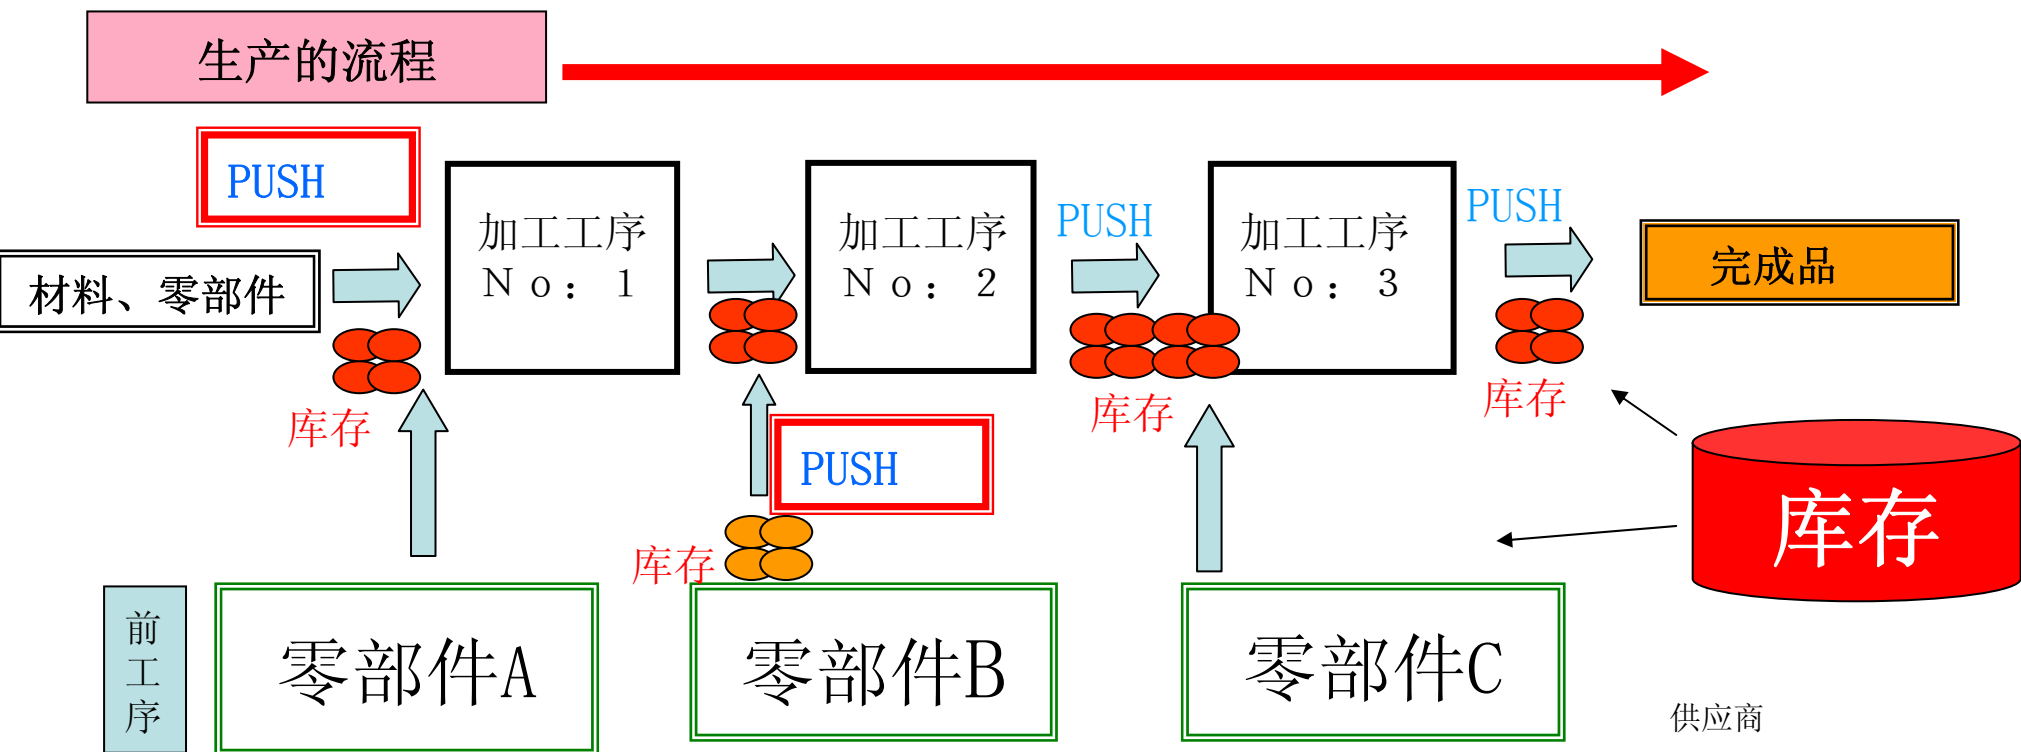 生产的流程
PUSH
加工工序
No：1
加工工序
No：2
PUSH
加工工序
No：3
PUSH
材料、零部件
完成品
库存
库存
库存
PUSH
库存
库存
前
工
序
零部件A
零部件B
零部件C
供应商